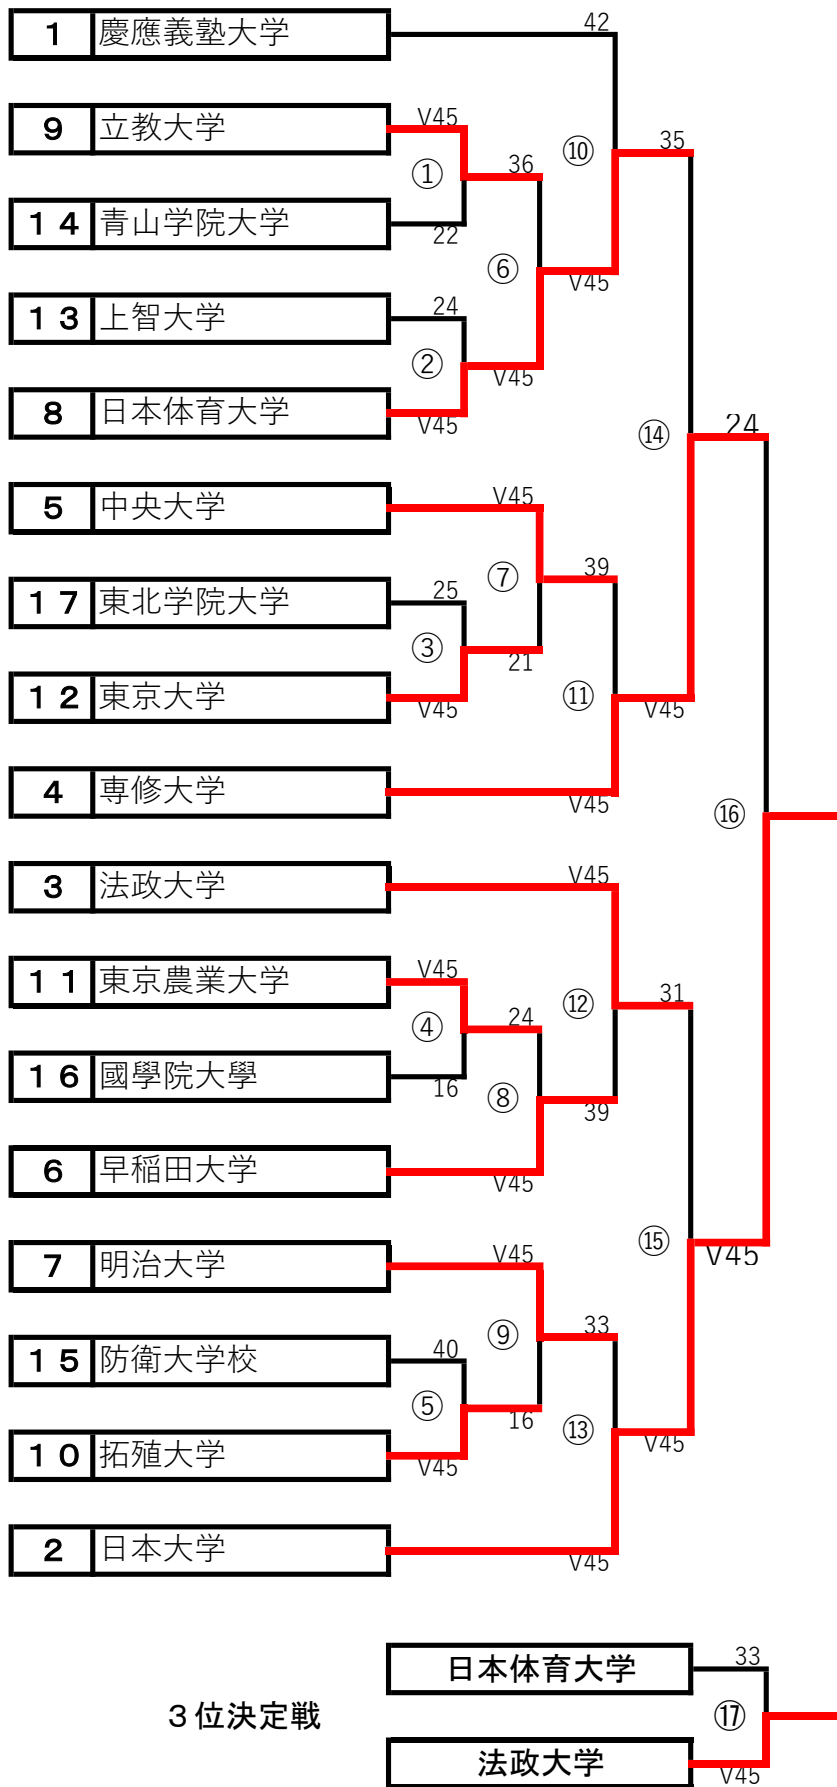 42
1 慶應義塾大学
V45
9 立教大学
① 36 ⑩ 35
14 青山学院大学
22
⑥ V45
24
13 上智大学
② V45
8 日本体育大学
V45
⑭ 24
V45
5 中央大学
⑦ 39
25
17 東北学院大学
③ 21
12 東京大学
V45 ⑪ V45
4 専修大学
V45 ⑯
V45
3 法政大学
V45
11 東京農業大学
④ 24 ⑫ 31
16 國學院大學
16 ⑧ 39
6 早稲田大学
V45
⑮ V45
V45
7 明治大学
⑨ 33
40
15 防衛大学校
⑤ 16 ⑬ V45
10 拓殖大学
V45
2 日本大学
V45
日本体育大学 33
3位決定戦 ⑰
法政大学 V45